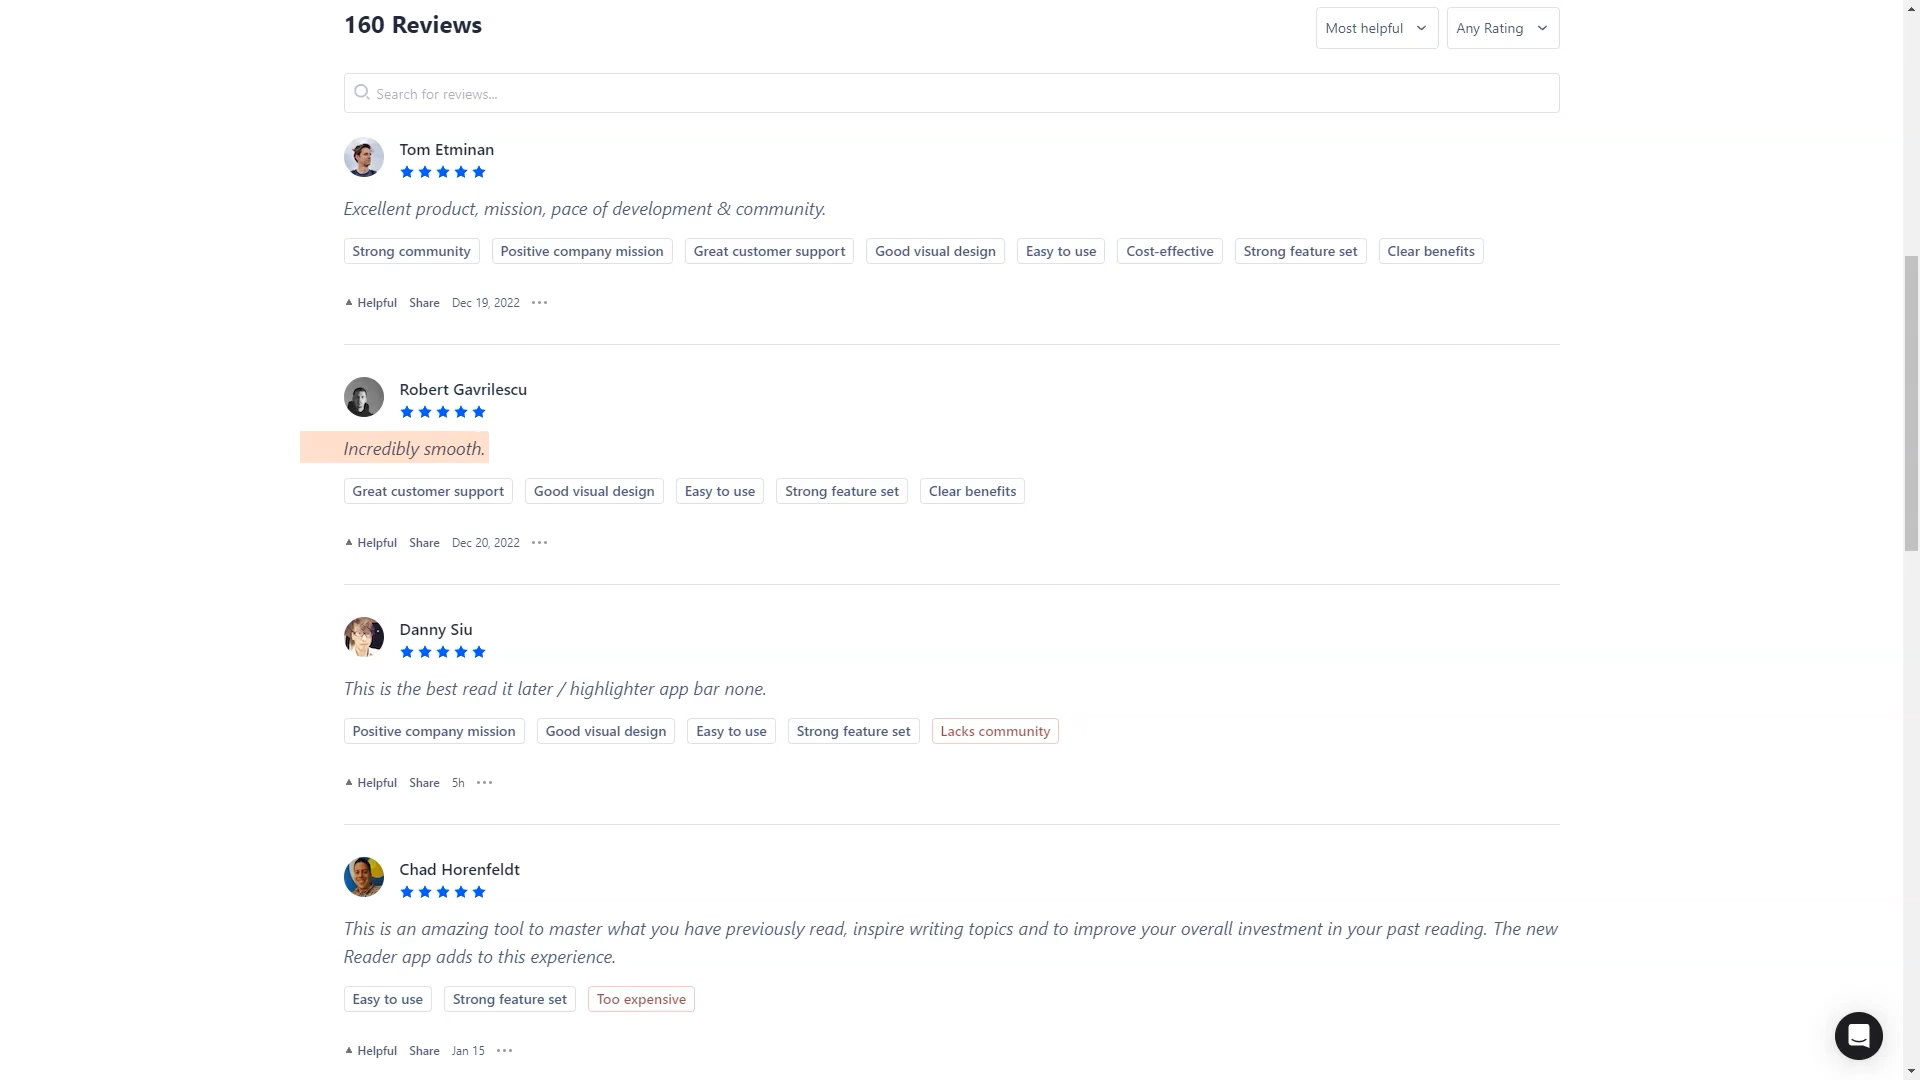 160 Reviews
Most helpful
Any Rating
Search for reviews...
Tom Etminan
Excellent product, mission, pace of development & community.
Strong community Positive company mission Great customer support Good visual design Easy to use Cost-effective Strong feature set Clear benefits
Helpful Share Dec 19, 2022 ···
Robert Gavrilescu
Incredibly smooth.
Great customer support Good visual design Easy to use Strong feature set Clear benefits
Helpful Share Dec 20, 2022 ···
Danny Siu
This is the best read it later / highlighter app bar none.
Positive company mission Good visual design Easy to use Strong feature set Lacks community
Helpful Share 5h ···
Chad Horenfeldt
This is an amazing tool to master what you have previously read, inspire writing topics and to improve your overall investment in your past reading. The new
Reader app adds to this experience.
Easy to use Strong feature set Too expensive
Helpful Share Jan 15 ···